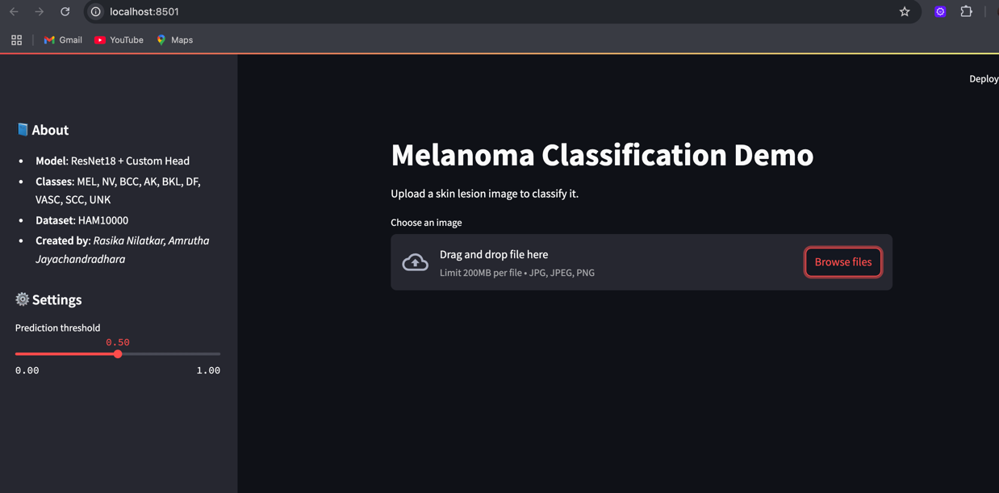 localhost:8501
Gmail YouTube Maps
Deploy
📘 About
• Model: ResNet18 + Custom Head
• Classes: MEL, NV, BCC, AK, BKL, DF,
VASC, SCC, UNK
• Dataset: HAM10000
• Created by: Rasika Nilatkar, Amrutha
Jayachandradhara
⚙️ Settings
Prediction threshold
0.50
0.00 1.00
Melanoma Classification Demo
Upload a skin lesion image to classify it.
Choose an image
Drag and drop file here
Limit 200MB per file • JPG, JPEG, PNG
Browse files